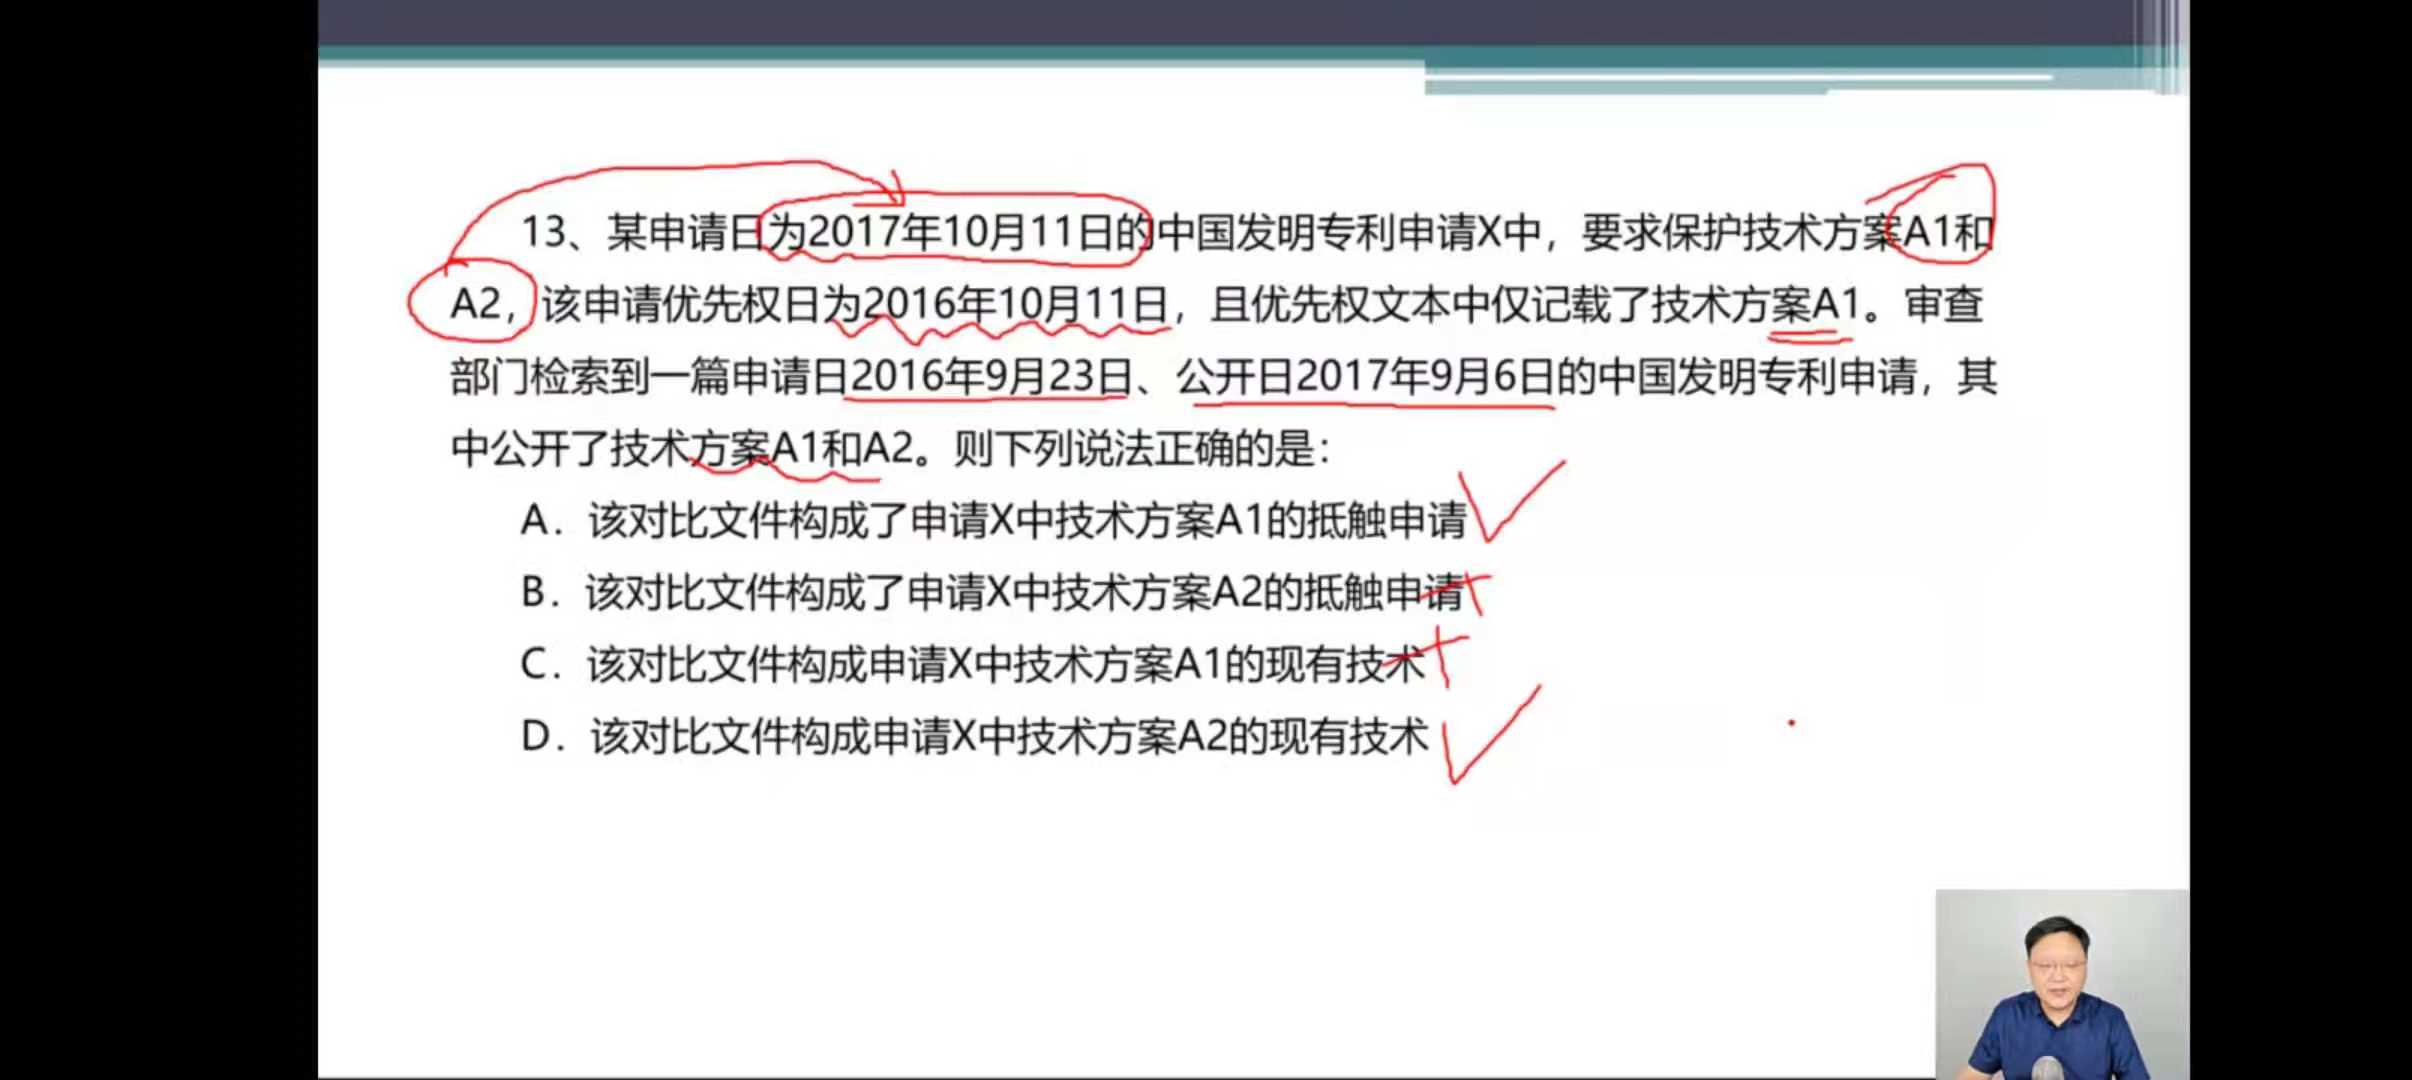 13、某申请日为2017年10月11日的中国发明专利申请X中，要求保护技术方案A1和
A2，该申请优先权日为2016年10月11日，且优先权文本中仅记载了技术方案A1。审查
部门检索到一篇申请日2016年9月23日、公开日2017年9月6日的中国发明专利申请，其
中公开了技术方案A1和A2。则下列说法正确的是：
A．该对比文件构成了申请X中技术方案A1的抵触申请
B．该对比文件构成了申请X中技术方案A2的抵触申请
C．该对比文件构成申请X中技术方案A1的现有技术
D．该对比文件构成申请X中技术方案A2的现有技术